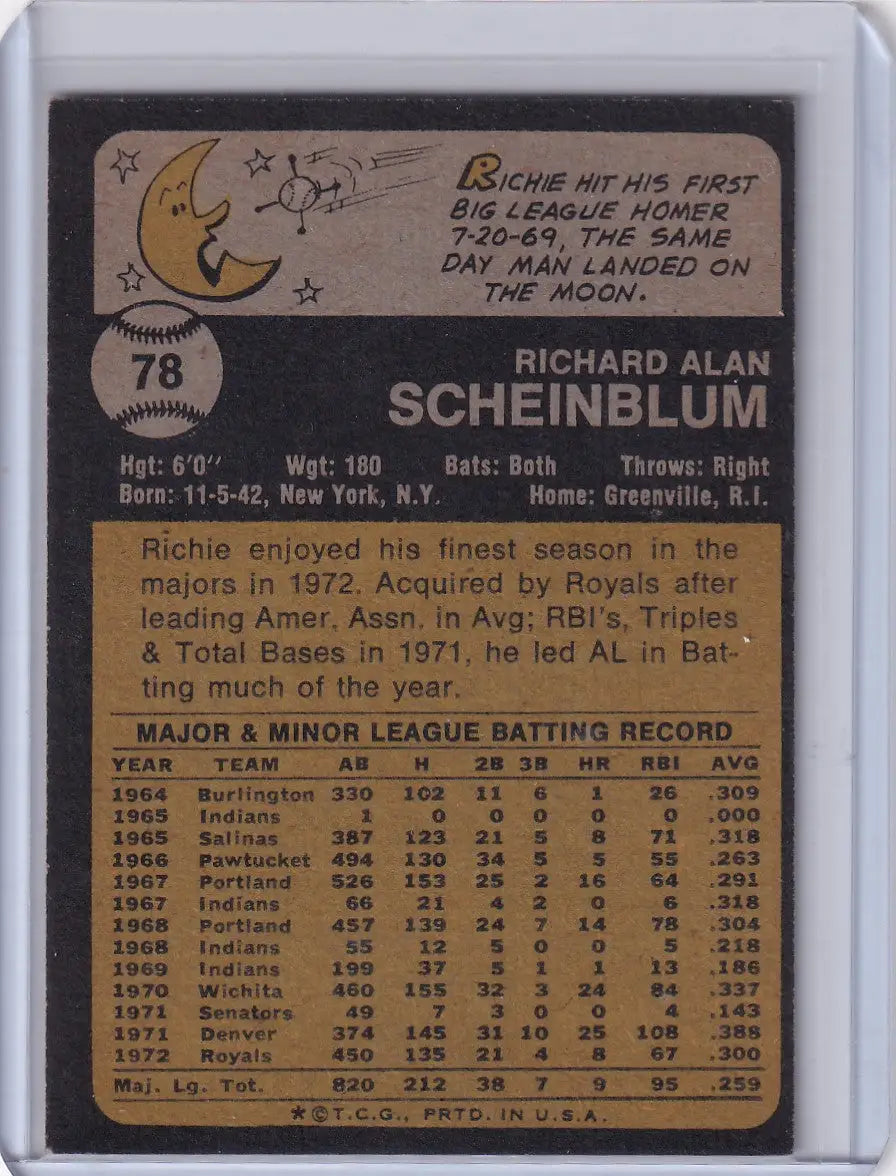 RICHIE HIT HIS FIRST
BIG LEAGUE HOMER
7-20-69, THE SAME
DAY MAN LANDED ON
THE MOON.
78
RICHARD ALAN
SCHEINBLUM
Hgt: 6'0" Wgt: 180 Bats: Both Throws: Right
Born: 11-5-42, New York, N.Y. Home: Greenville, R.I.
Richie enjoyed his finest season in the
majors in 1972. Acquired by Royals after
leading Amer. Assn. in Avg; RBI's, Triples
& Total Bases in 1971, he led AL in Bat-
ting much of the year.
MAJOR & MINOR LEAGUE BATTING RECORD
YEAR TEAM AB H 2B 3B HR RBI AVG
1964 Burlington 330 102 11 6 1 26 .309
1965 Indians 1 0 0 0 0 0 .000
1965 Salinas 387 123 21 5 8 71 .318
1966 Pawtucket 494 130 34 5 5 55 .263
1967 Portland 526 153 25 2 16 64 .291
1967 Indians 66 21 4 2 0 6 .318
1968 Portland 457 139 24 7 14 78 .304
1968 Indians 55 12 5 0 0 5 .218
1969 Indians 199 37 5 1 1 13 .186
1970 Wichita 460 155 32 3 24 84 .337
1971 Senators 49 7 3 0 0 4 .143
1971 Denver 374 145 31 10 25 108 .388
1972 Royals 450 135 21 4 8 67 .300
Maj. Lg. Tot. 820 212 38 7 9 95 .259
★©T.C.G., PRTD. IN U.S.A.